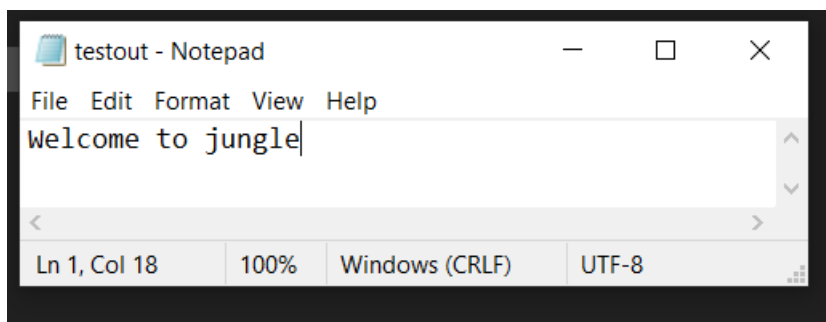 testout - Notepad
File Edit Format View Help
Welcome to jungle
Ln 1, Col 18 100% Windows (CRLF) UTF-8